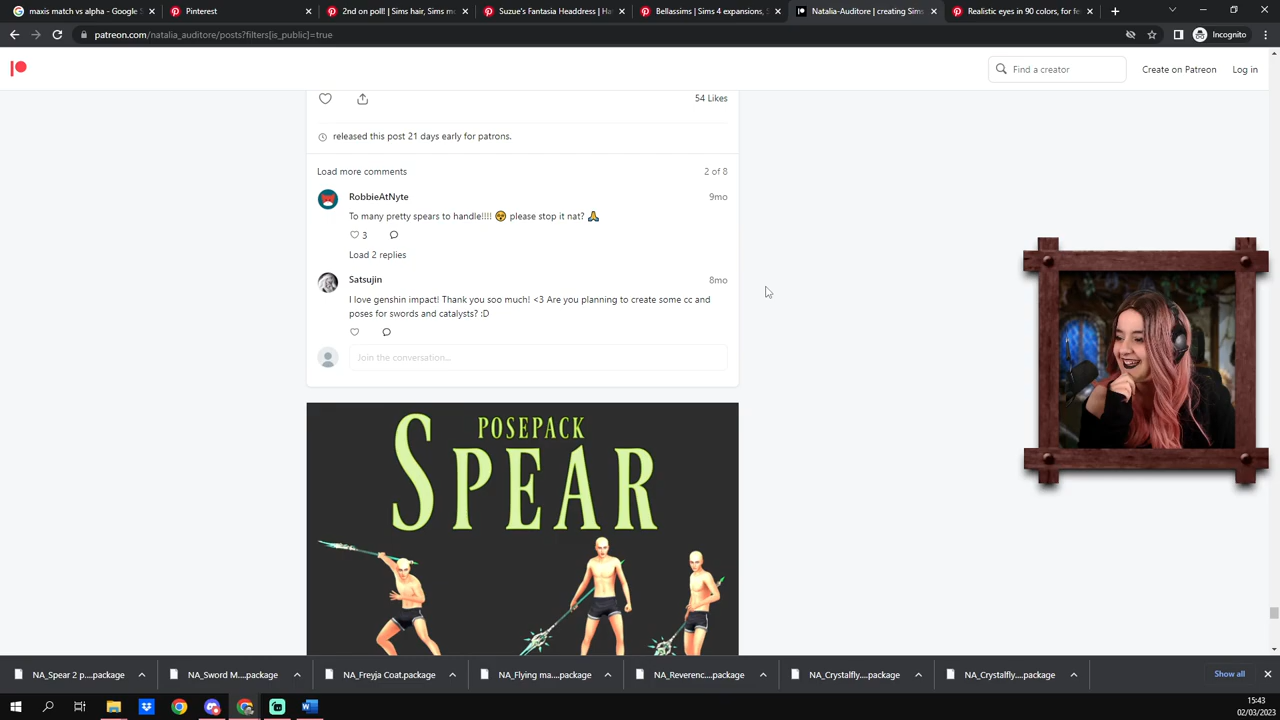 maxis match vs alpha - Google S
Pinterest
2nd on poll! | Sims hair, Sims mo
Suzue's Fantasia Headdress | Ha
Bellassims | Sims 4 expansions, S
Natalia-Auditore | creating Sims
Realistic eyes in 90 colors, for fe
patreon.com/natalia_auditore/posts?filters[is_public]=true
Incognito
Find a creator
Create on Patreon
Log in
54 Likes
released this post 21 days early for patrons.
Load more comments
2 of 8
RobbieAtNyte
9mo
To many pretty spears to handle!!!! 😵 please stop it nat? 🙏
3
Load 2 replies
Satsujin
8mo
I love genshin impact! Thank you soo much! <3 Are you planning to create some cc and
poses for swords and catalysts? :D
Join the conversation...
POSEPACK
SPEAR
NA_Spear 2 p....package
NA_Sword M....package
NA_Freyja Coat.package
NA_Flying ma....package
NA_Reverenc....package
NA_Crystalfly....package
NA_Crystalfly....package
Show all
15:43
02/03/2023